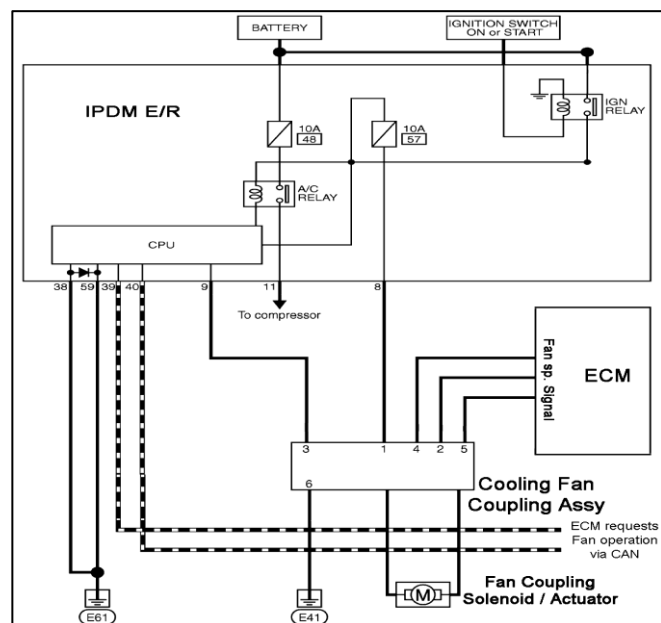 BATTERY
IGNITION SWITCH
ON or START
IPDM E/R
10A
48
10A
57
IGN
RELAY
A/C
RELAY
CPU
38
59
39
40
9
11
8
To compressor
Fan sp. Signal
ECM
3
1
4
2
5
6
Cooling Fan
Coupling Assy
ECM requests
Fan operation
via CAN
M
Fan Coupling
Solenoid / Actuator
E61
E41